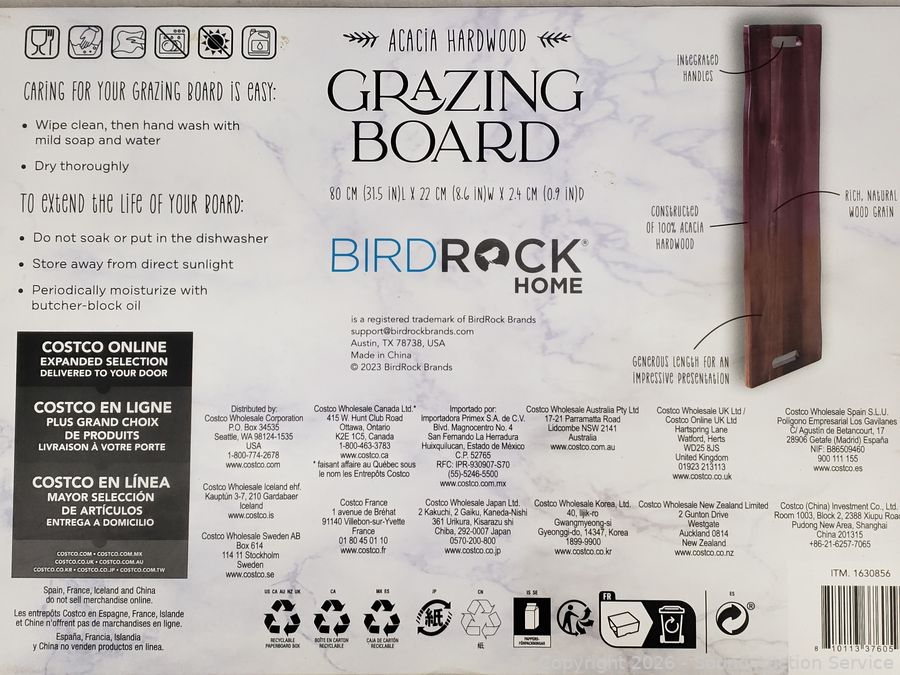 ACACIA HARDWOOD
GRAZING
BOARD
80 CM (31.5 IN)L X 22 CM (8.6 IN)W X 2.4 CM (0.9 IN)D
BIRDROCK®
HOME
is a registered trademark of BirdRock Brands
support@birdrockbrands.com
Austin, TX 78738, USA
Made in China
© 2023 BirdRock Brands
CARING FOR YOUR GRAZING BOARD IS EASY:
• Wipe clean, then hand wash with
mild soap and water
• Dry thoroughly
TO EXTEND THE LIFE OF YOUR BOARD:
• Do not soak or put in the dishwasher
• Store away from direct sunlight
• Periodically moisturize with
butcher-block oil
INTEGRATED
HANDLES
RICH, NATURAL
WOOD GRAIN
CONSTRUCTED
OF 100% ACACIA
HARDWOOD
GENEROUS LENGTH FOR AN
IMPRESSIVE PRESENTATION
COSTCO ONLINE
EXPANDED SELECTION
DELIVERED TO YOUR DOOR
COSTCO EN LIGNE
PLUS GRAND CHOIX
DE PRODUITS
LIVRAISON À VOTRE PORTE
COSTCO EN LÍNEA
MAYOR SELECCIÓN
DE ARTÍCULOS
ENTREGA A DOMICILIO
COSTCO.COM • COSTCO.COM.MX
COSTCO.CO.UK • COSTCO.COM.AU
COSTCO.CO.KR • COSTCO.CO.JP • COSTCO.COM.TW
Spain, France, Iceland and China
do not sell merchandise online.
Les entrepôts Costco en Espagne, France, Islande
et Chine n'offrent pas de marchandises en ligne.
España, Francia, Islandia
y China no venden productos en línea.
Distributed by:
Costco Wholesale Corporation
P.O. Box 34535
Seattle, WA 98124-1535
USA
1-800-774-2678
www.costco.com
Costco Wholesale Canada Ltd.*
415 W. Hunt Club Road
Ottawa, Ontario
K2E 1C5, Canada
1-800-463-3783
www.costco.ca
* faisant affaire au Québec sous
le nom les Entrepôts Costco
Importado por:
Importadora Primex S.A. de C.V.
Blvd. Magnocentro No. 4
San Fernando La Herradura
Huixquilucan, Estado de México
C.P. 52765
RFC: IPR-930907-S70
(55)-5246-5500
www.costco.com.mx
Costco Wholesale Australia Pty Ltd
17-21 Parramatta Road
Lidcombe NSW 2141
Australia
www.costco.com.au
Costco Wholesale UK Ltd /
Costco Online UK Ltd
Hartspring Lane
Watford, Herts
WD25 8JS
United Kingdom
01923 213113
www.costco.co.uk
Costco Wholesale Spain S.L.U.
Polígono Empresarial Los Gavilanes
C/ Agustín de Betancourt, 17
28906 Getafe (Madrid) España
NIF: B86509460
900 111 155
www.costco.es
Costco Wholesale Iceland ehf.
Kauptún 3-7, 210 Gardabaer
Iceland
www.costco.is
Costco Wholesale Sweden AB
Box 614
114 11 Stockholm
Sweden
www.costco.se
Costco France
1 avenue de Bréhat
91140 Villebon-sur-Yvette
France
01 80 45 01 10
www.costco.fr
Costco Wholesale Japan Ltd.
2 Kakuchi, 2 Gaiku, Kaneda-Nishi
361 Urikura, Kisarazu shi
Chiba, 292-0007 Japan
0570-200-800
www.costco.co.jp
Costco Wholesale Korea, Ltd.
40, Iljik-ro
Gwangmyeong-si
Gyeonggi-do, 14347, Korea
1899-9900
www.costco.co.kr
Costco Wholesale New Zealand Limited
2 Gunton Drive
Westgate
Auckland 0814
New Zealand
www.costco.co.nz
Costco (China) Investment Co., Ltd.
Room 1003, Block 2, 2388 Xiupu Road
Pudong New Area, Shanghai
China 201315
+86-21-6257-7065
ITM. 1630856
US CA AU NZ UK
RECYCLABLE
PAPERBOARD BOX
CA
BOÎTE EN CARTON
RECYCLABLE
MX ES
CAJA DE CARTÓN
RECICLABLE
JP
紙
CN
IS SE
PAPPERS-
FÖRPACKNINGAR
FR
ES
8 10113 37605
Copyright 2026 - Sooner Auction Service